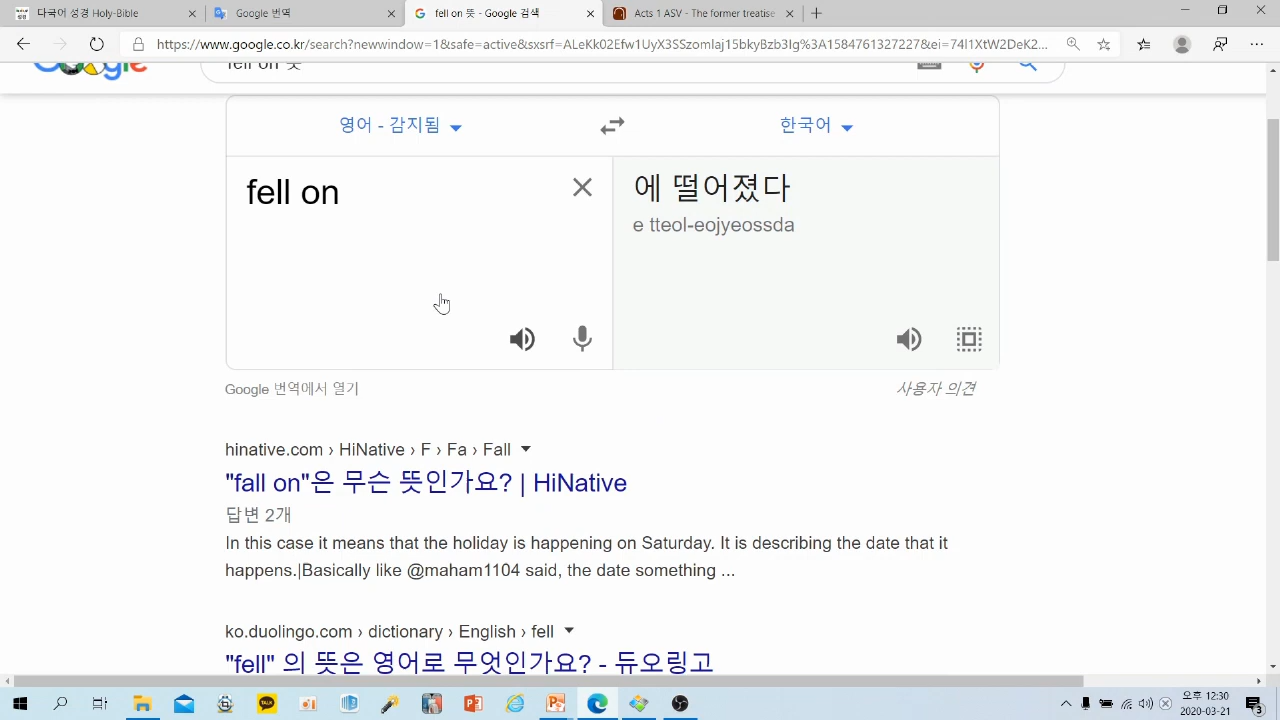 다국어 성경 Holy-Bible
Google 번역
fell on 뜻 - Google 검색
Acts 1 ASV - The former treatise
https://www.google.co.kr/search?newwindow=1&safe=active&sxsrf=ALeKk02Efw1UyX3SSzomlaj15bkyBzb3Ig%3A1584761327227&ei=74l1XtW2DeK2...
Google
fell on 뜻
영어 - 감지됨
한국어
fell on
에 떨어졌다
e tteol-eojyeossda
Google 번역에서 열기
사용자 의견
hinative.com › HiNative › F › Fa › Fall
"fall on"은 무슨 뜻인가요? | HiNative
답변 2개
In this case it means that the holiday is happening on Saturday. It is describing the date that it
happens.|Basically like @maham1104 said, the date something ...
ko.duolingo.com › dictionary › English › fell
"fell" 의 뜻은 영어로 무엇인가요? - 듀오링고
TALK
오후 12:30
2020-03-21
3